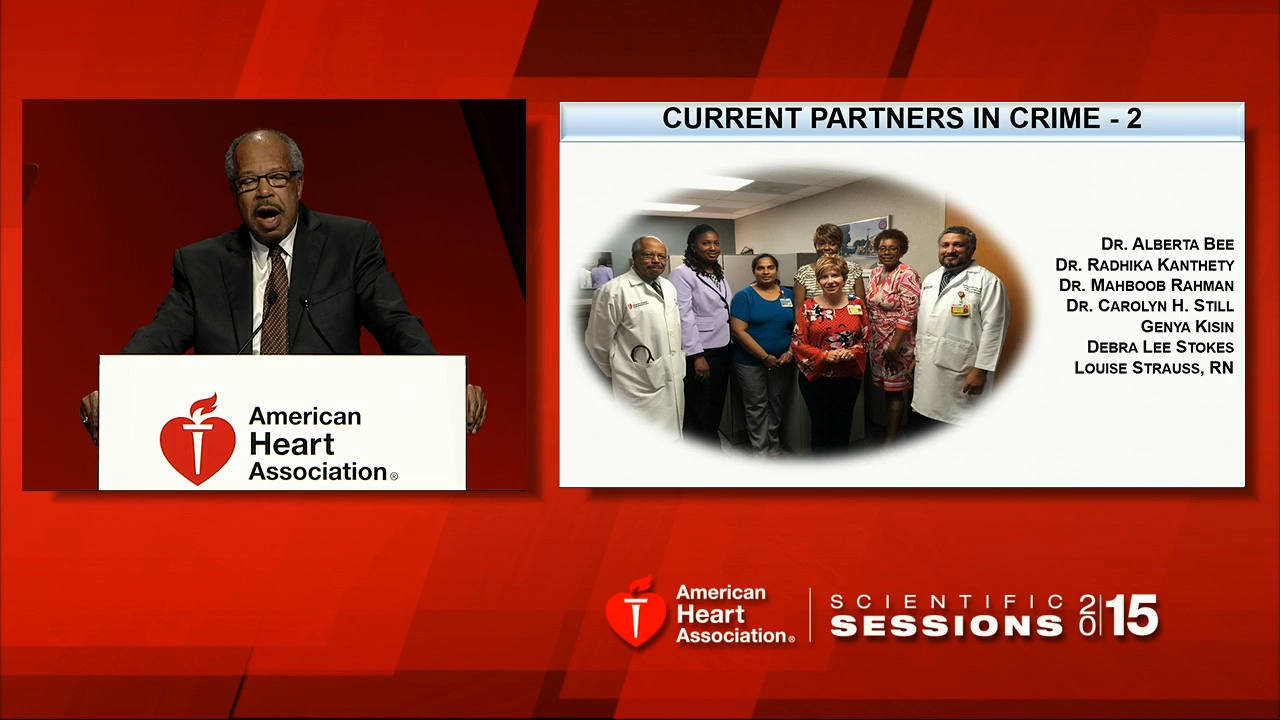 CURRENT PARTNERS IN CRIME - 2
DR. ALBERTA BEE
DR. RADHIKA KANTHETY
DR. MAHBOOB RAHMAN
DR. CAROLYN H. STILL
GENYA KISIN
DEBRA LEE STOKES
LOUISE STRAUSS, RN
American
Heart
Association®
American
Heart
Association®
SCIENTIFIC
SESSIONS 2015